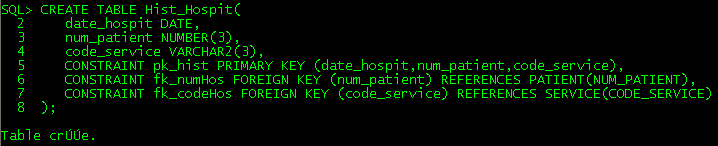 SQL> CREATE TABLE Hist_Hospit(
2 date_hospit DATE,
3 num_patient NUMBER(3),
4 code_service VARCHAR2(3),
5 CONSTRAINT pk_hist PRIMARY KEY (date_hospit,num_patient,code_service),
6 CONSTRAINT fk_numHos FOREIGN KEY (num_patient) REFERENCES PATIENT(NUM_PATIENT),
7 CONSTRAINT fk_codeHos FOREIGN KEY (code_service) REFERENCES SERVICE(CODE_SERVICE)
8 );
Table crÚÚe.